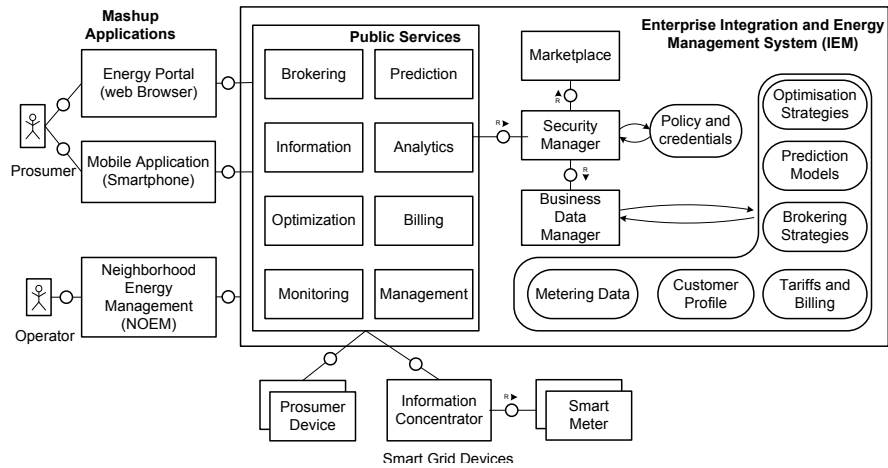 Mashup
Applications
Energy Portal
(web Browser)
Mobile Application
(Smartphone)
Prosumer
Neighborhood
Energy
Management
(NOEM)
Operator
Public Services
Brokering
Prediction
Information
Analytics
Optimization
Billing
Monitoring
Management
Enterprise Integration and Energy
Management System (IEM)
Marketplace
R
R
Security
Manager
Policy and
credentials
R
Business
Data
Manager
Optimisation
Strategies
Prediction
Models
Brokering
Strategies
Metering Data
Customer
Profile
Tariffs and
Billing
Prosumer
Device
Information
Concentrator
R
Smart
Meter
Smart Grid Devices